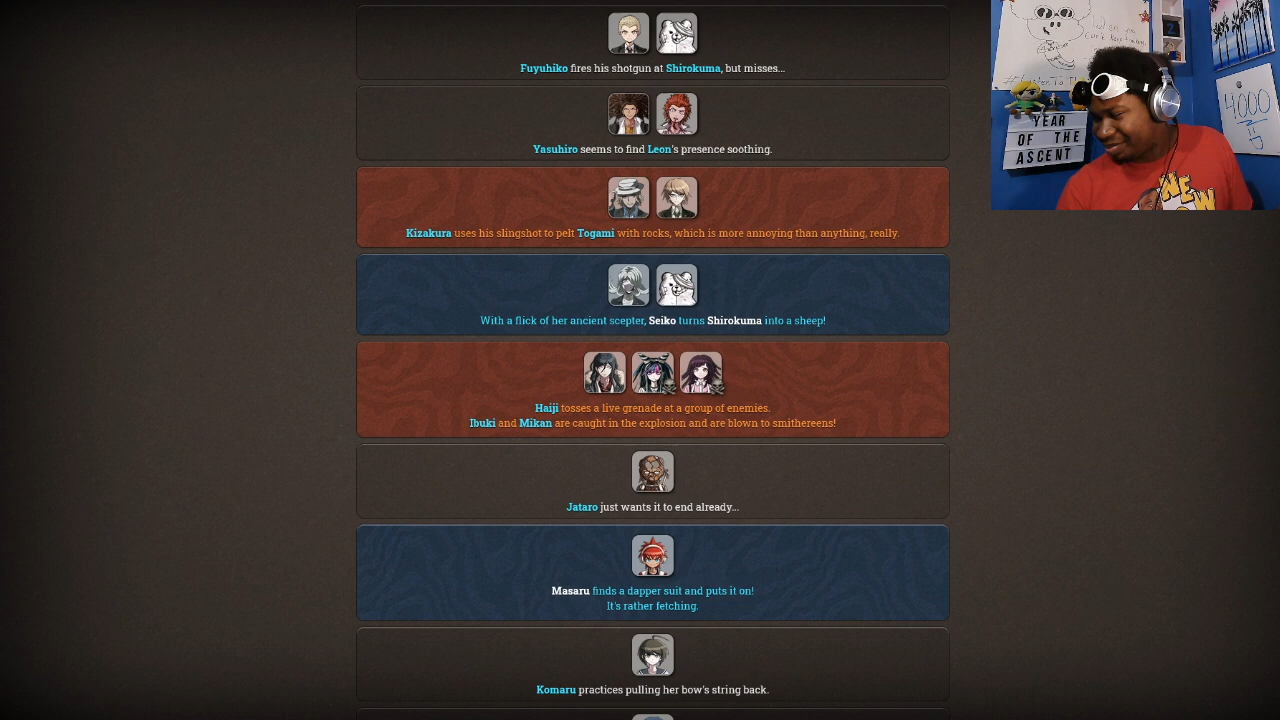 Fuyuhiko fires his shotgun at Shirokuma, but misses...
Yasuhiro seems to find Leon's presence soothing.
Kizakura uses his slingshot to pelt Togami with rocks, which is more annoying than anything, really.
With a flick of her ancient scepter, Seiko turns Shirokuma into a sheep!
Haiji tosses a live grenade at a group of enemies.
Ibuki and Mikan are caught in the explosion and are blown to smithereens!
Jataro just wants it to end already...
Masaru finds a dapper suit and puts it on!
It's rather fetching.
Komaru practices pulling her bow's string back.
YEAR
OF THE
ASCENT
4000
NEW